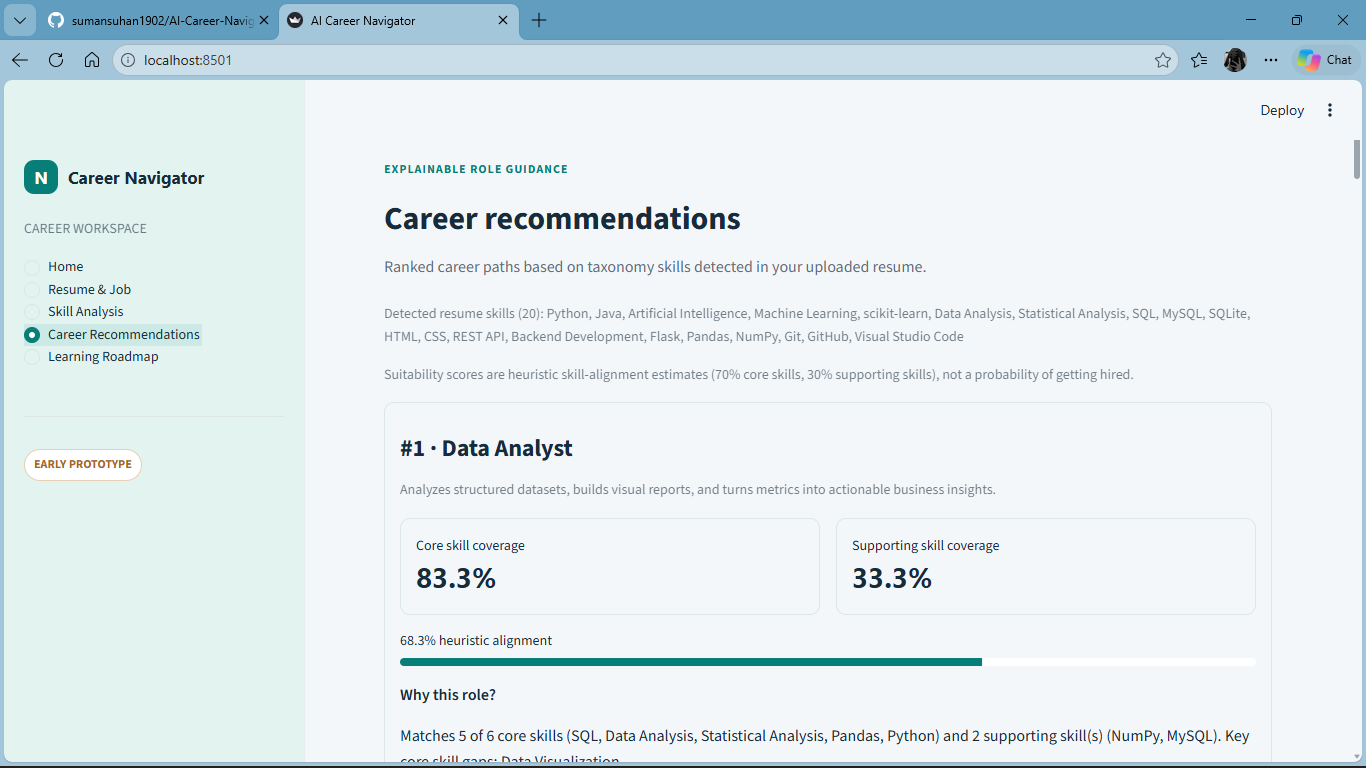 sumansuhan1902/AI-Career-Navig
AI Career Navigator
localhost:8501
Chat
Deploy
N Career Navigator
CAREER WORKSPACE
Home
Resume & Job
Skill Analysis
Career Recommendations
Learning Roadmap
EARLY PROTOTYPE
EXPLAINABLE ROLE GUIDANCE
Career recommendations
Ranked career paths based on taxonomy skills detected in your uploaded resume.
Detected resume skills (20): Python, Java, Artificial Intelligence, Machine Learning, scikit-learn, Data Analysis, Statistical Analysis, SQL, MySQL, SQLite,
HTML, CSS, REST API, Backend Development, Flask, Pandas, NumPy, Git, GitHub, Visual Studio Code
Suitability scores are heuristic skill-alignment estimates (70% core skills, 30% supporting skills), not a probability of getting hired.
#1 · Data Analyst
Analyzes structured datasets, builds visual reports, and turns metrics into actionable business insights.
Core skill coverage
83.3%
Supporting skill coverage
33.3%
68.3% heuristic alignment
Why this role?
Matches 5 of 6 core skills (SQL, Data Analysis, Statistical Analysis, Pandas, Python) and 2 supporting skill(s) (NumPy, MySQL). Key
core skill gaps: Data Visualization